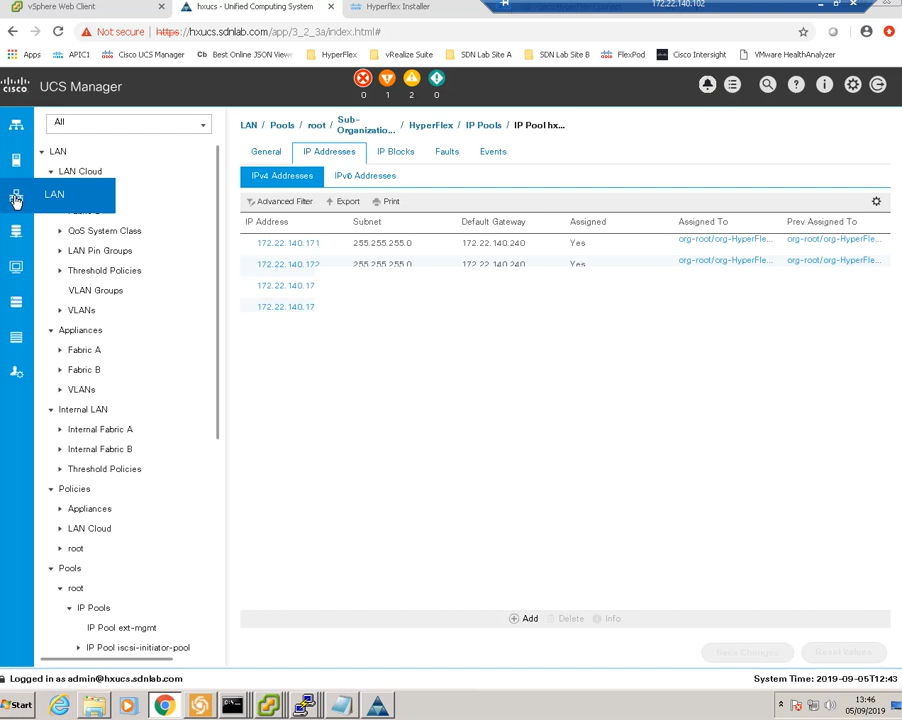 vSphere Web Client
hxucs - Unified Computing System
Hyperflex Installer
172.22.140.102
Not secure
https://hxucs.sdnlab.com/app/3_2_3a/index.html#
Apps
APIC1
Cisco UCS Manager
Cb Best Online JSON Viewe
HyperFlex
vRealize Suite
SDN Lab Site A
SDN Lab Site B
FlexPod
Cisco Intersight
VMware HealthAnalyzer
cisco
UCS Manager
0
1
2
0
All
LAN / Pools / root / Sub-Organizatio... / HyperFlex / IP Pools / IP Pool hx...
General
IP Addresses
IP Blocks
Faults
Events
IPv4 Addresses
IPv6 Addresses
Advanced Filter
Export
Print
IP Address
Subnet
Default Gateway
Assigned
Assigned To
Prev Assigned To
172.22.140.171 255.255.255.0 172.22.140.240 Yes org-root/org-HyperFle... org-root/org-HyperFle...
172.22.140.172 255.255.255.0 172.22.140.240 Yes org-root/org-HyperFle... org-root/org-HyperFle...
172.22.140.17
172.22.140.17
LAN
LAN Cloud
LAN
QoS System Class
LAN Pin Groups
Threshold Policies
VLAN Groups
VLANs
Appliances
Fabric A
Fabric B
VLANs
Internal LAN
Internal Fabric A
Internal Fabric B
Threshold Policies
Policies
Appliances
LAN Cloud
root
Pools
root
IP Pools
IP Pool ext-mgmt
IP Pool iscsi-initiator-pool
Add
Delete
Info
Save Changes
Reset Values
Logged in as admin@hxucs.sdnlab.com
System Time: 2019-09-05T12:43
Start
13:46
05/09/2019